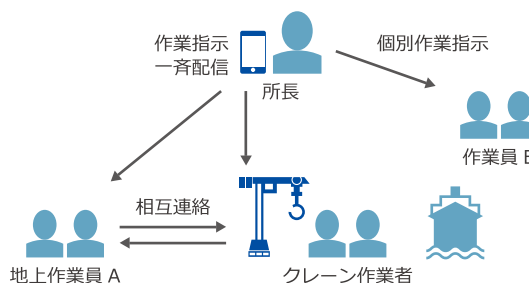 作業指示
一斉配信
個別作業指示
所長
作業員 B
相互連絡
地上作業員 A
クレーン作業者